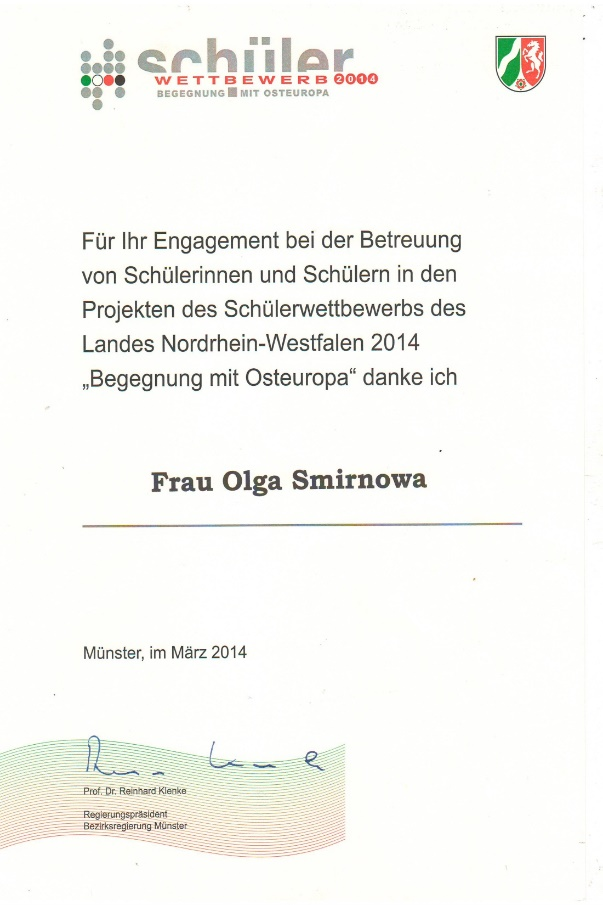 schüler
WETTBEWERB 2014
BEGEGNUNG MIT OSTEUROPA
Für Ihr Engagement bei der Betreuung
von Schülerinnen und Schülern in den
Projekten des Schülerwettbewerbs des
Landes Nordrhein-Westfalen 2014
„Begegnung mit Osteuropa“ danke ich
Frau Olga Smirnowa
Münster, im März 2014
Prof. Dr. Reinhard Klenke
Regierungspräsident
Bezirksregierung Münster